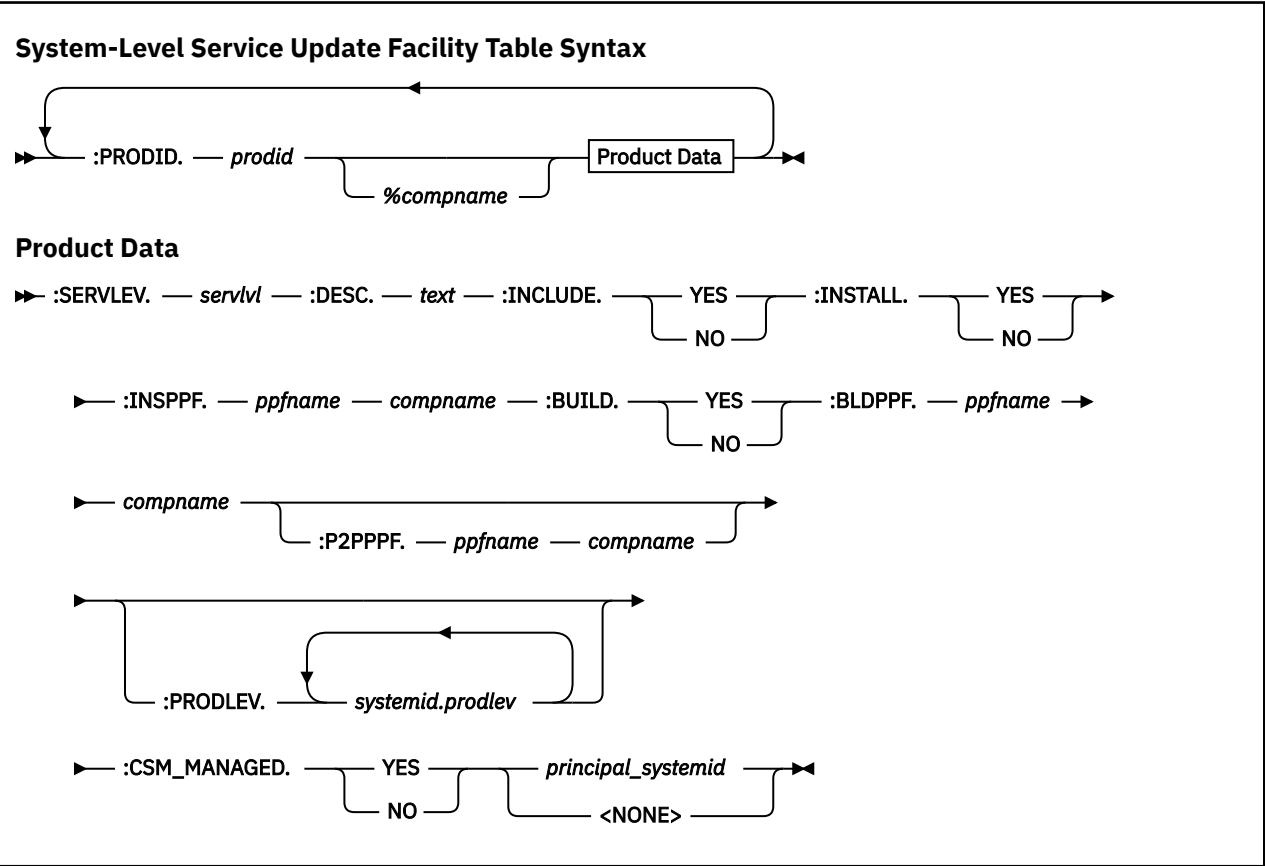 System-Level Service Update Facility Table Syntax
:PRODID. prodid Product Data
%compname
Product Data
:SERVLEV. servlvl :DESC. text :INCLUDE. YES :INSTALL. YES
NO NO
:INSPPF. ppfname compname :BUILD. YES :BLDPPF. ppfname
NO
compname
:P2PPPF. ppfname compname
:PRODLEV. systemid.prodlev
:CSM_MANAGED. YES principal_systemid
NO <NONE>